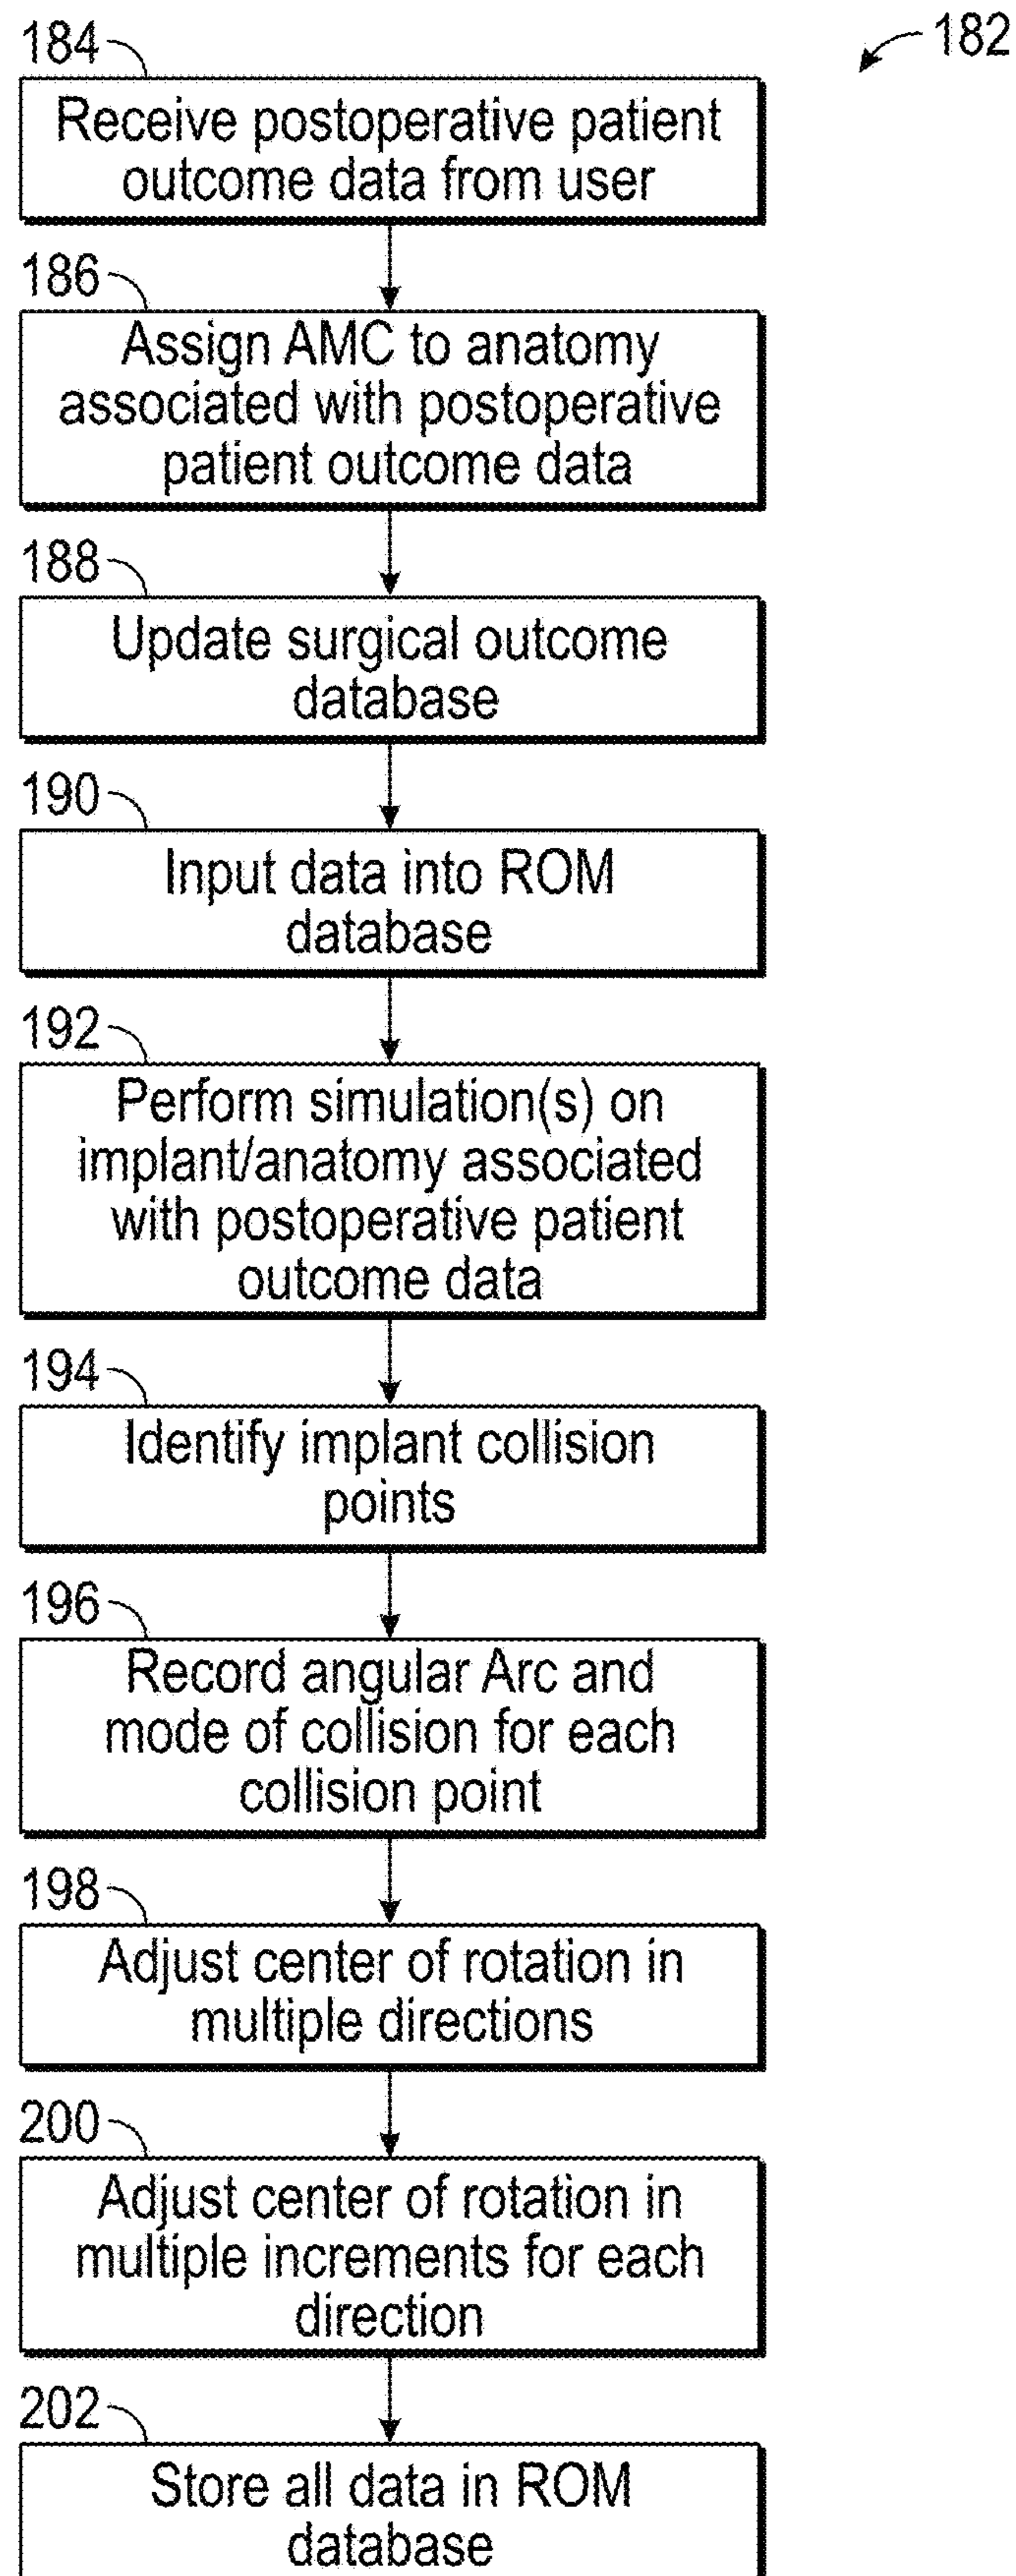 184
182
Receive postoperative patient
outcome data from user
186
Assign AMC to anatomy
associated with postoperative
patient outcome data
188
Update surgical outcome
database
190
Input data into ROM
database
192
Perform simulation(s) on
implant/anatomy associated
with postoperative patient
outcome data
194
Identify implant collision
points
196
Record angular Arc and
mode of collision for each
collision point
198
Adjust center of rotation in
multiple directions
200
Adjust center of rotation in
multiple increments for each
direction
202
Store all data in ROM
database